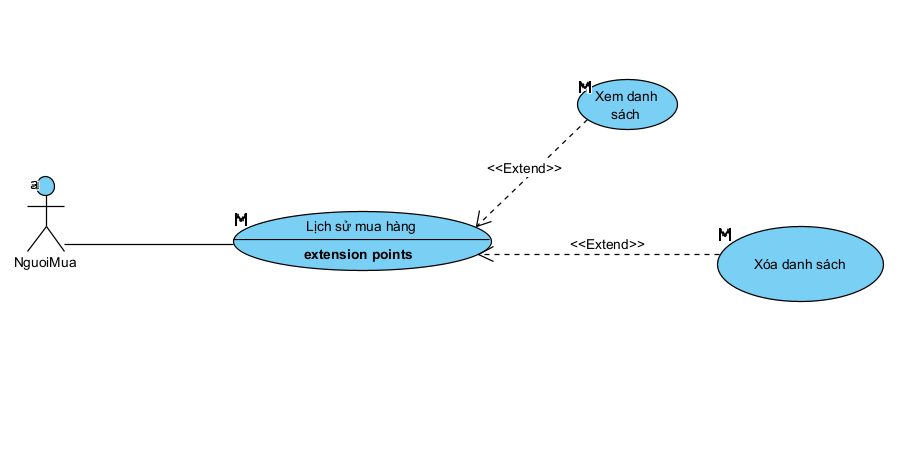 M
Xem danh
sách
<<Extend>>
a
M
Lịch sử mua hàng
extension points
NguoiMua
<<Extend>>
M
Xóa danh sách